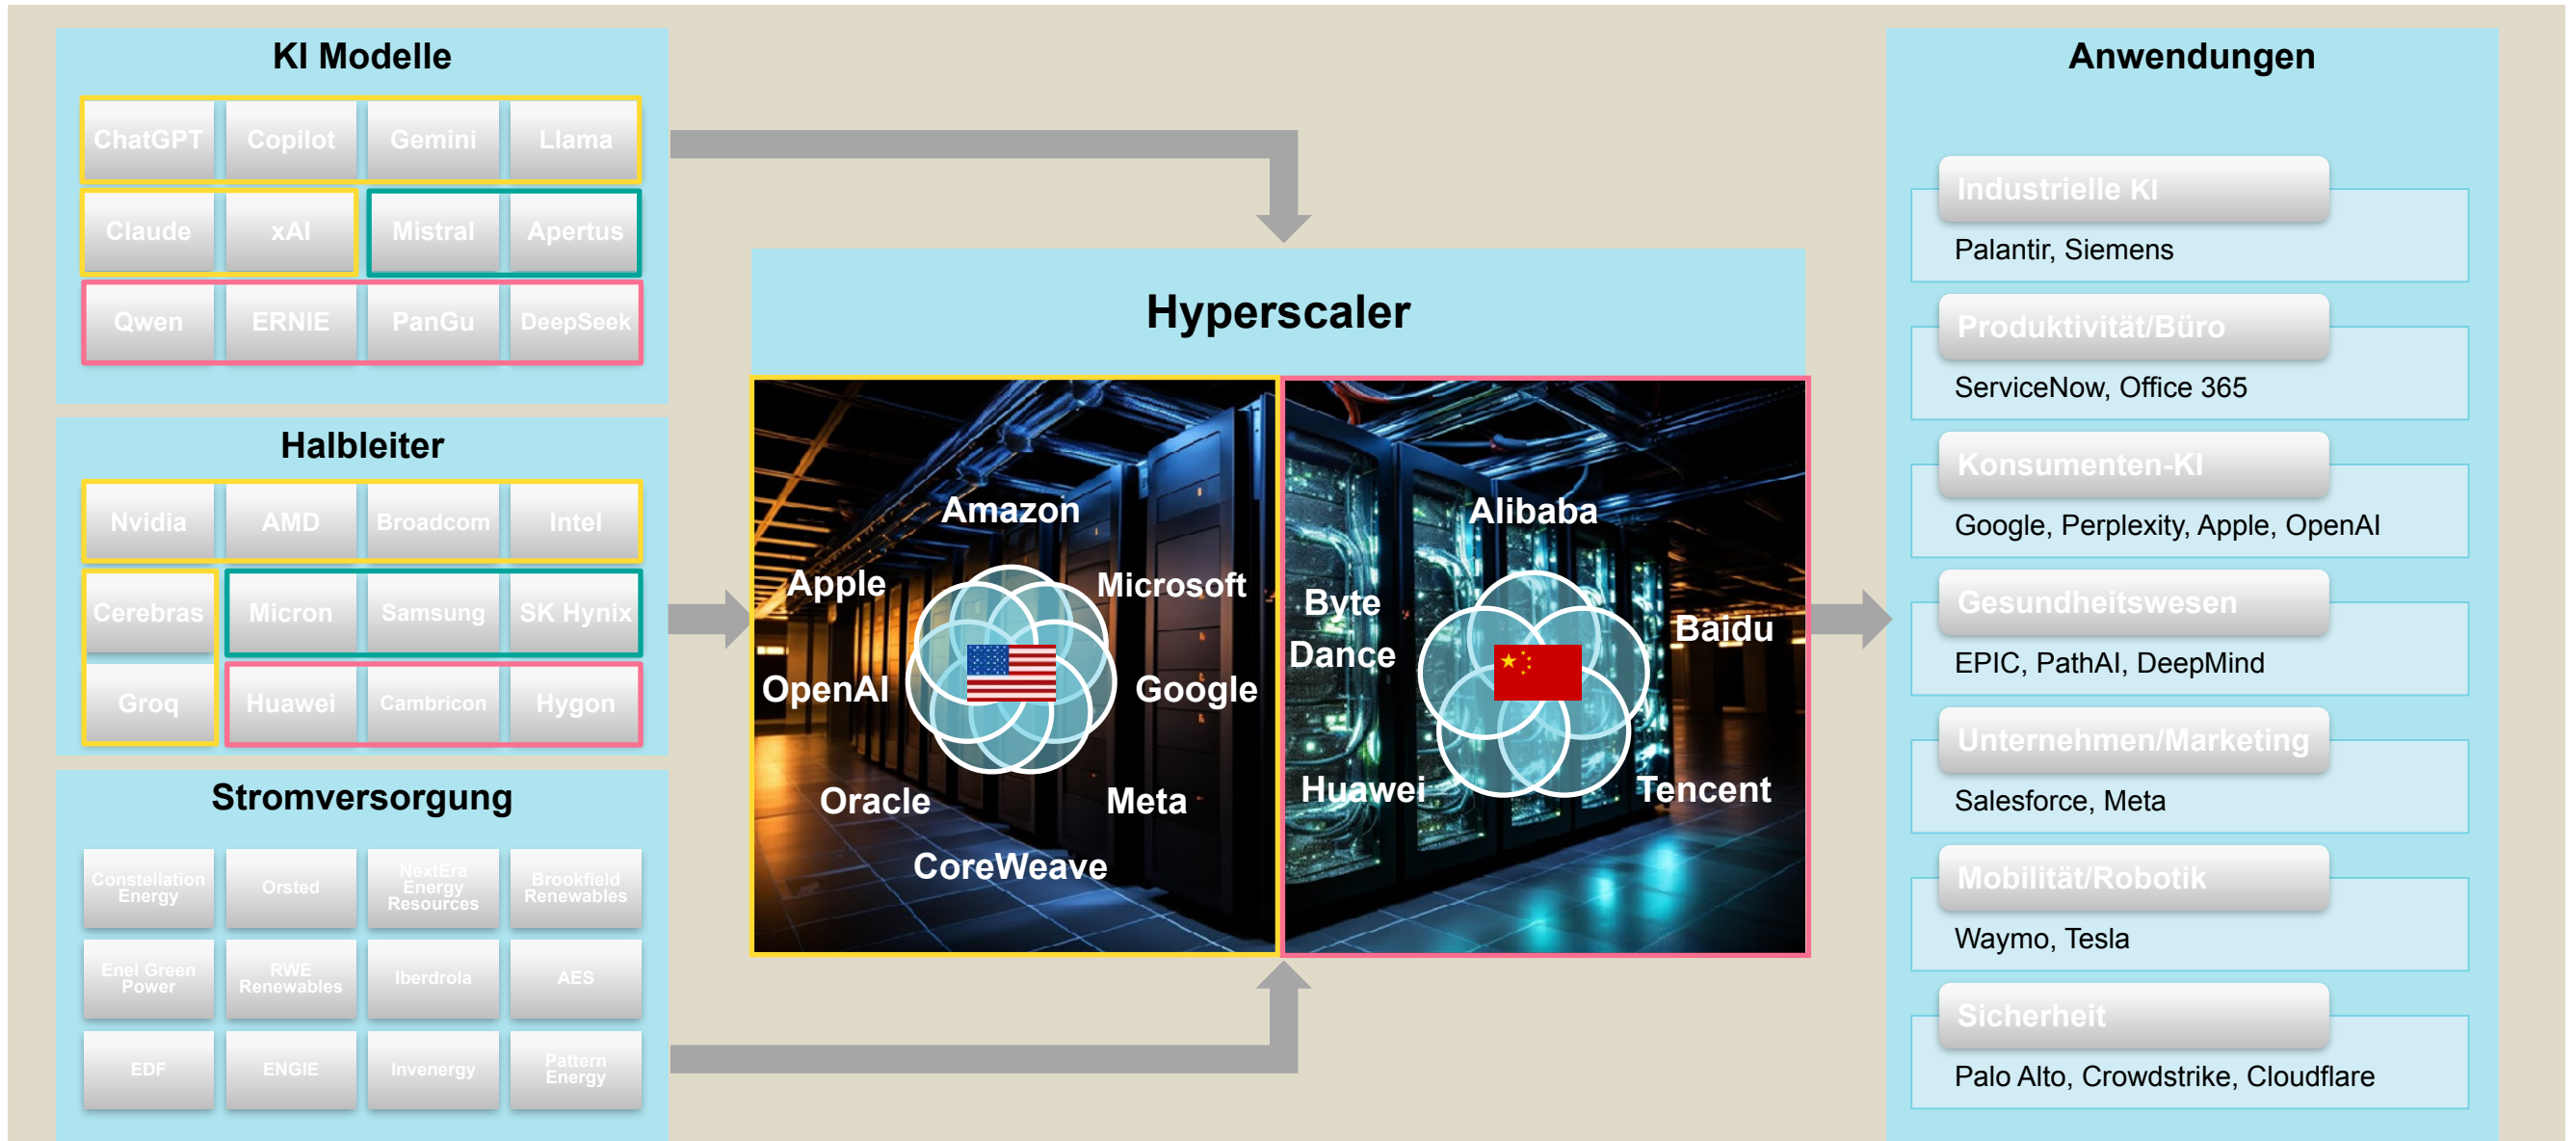 KI Modelle
ChatGPT
Copilot
Gemini
Llama
Claude
xAI
Mistral
Apertus
Qwen
ERNIE
PanGu
DeepSeek
Halbleiter
Nvidia
AMD
Broadcom
Intel
Cerebras
Micron
Samsung
SK Hynix
Groq
Huawei
Cambricon
Hygon
Stromversorgung
Constellation
Energy
Orsted
NextEra
Energy
Resources
Brookfield
Renewables
Enel Green
Power
RWE
Renewables
Iberdrola
AES
EDF
ENGIE
Invenergy
Pattern
Energy
Hyperscaler
Amazon
Apple
Microsoft
OpenAI
Google
Oracle
Meta
CoreWeave
Alibaba
Byte
Dance
Baidu
Huawei
Tencent
Anwendungen
Industrielle KI
Palantir, Siemens
Produktivität/Büro
ServiceNow, Office 365
Konsumenten-KI
Google, Perplexity, Apple, OpenAI
Gesundheitswesen
EPIC, PathAI, DeepMind
Unternehmen/Marketing
Salesforce, Meta
Mobilität/Robotik
Waymo, Tesla
Sicherheit
Palo Alto, Crowdstrike, Cloudflare